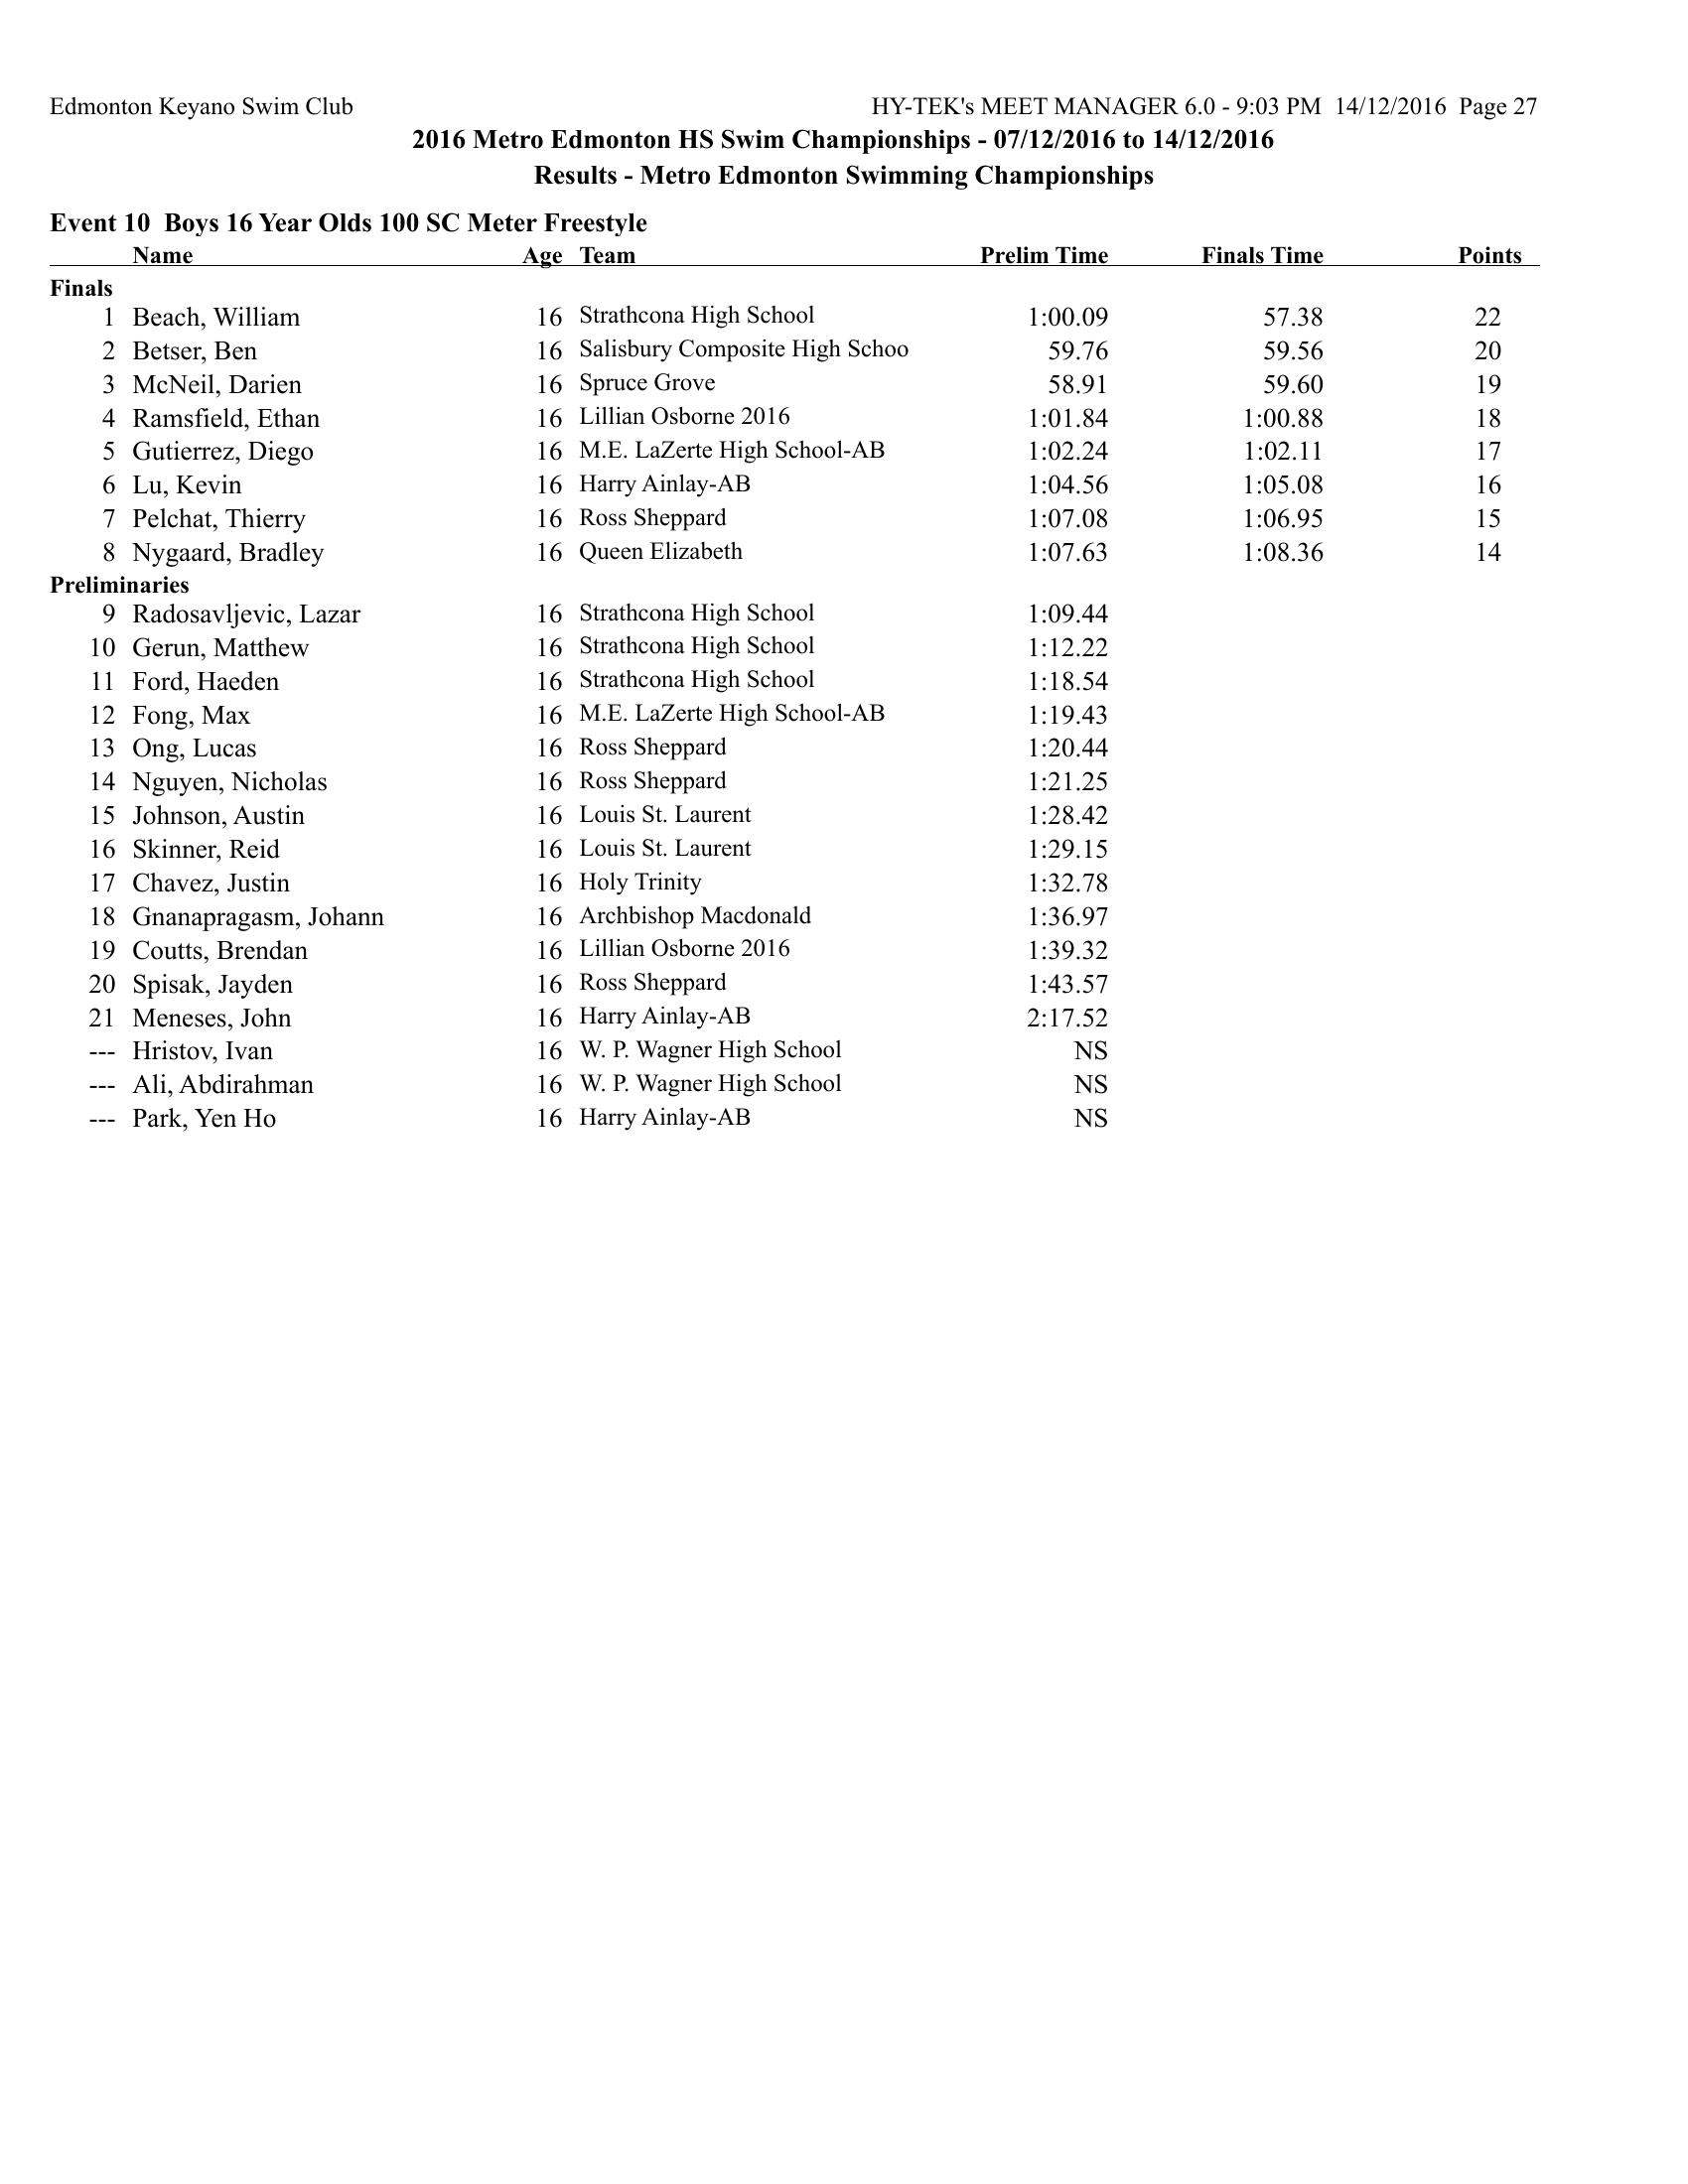 Edmonton Keyano Swim Club HY-TEK's MEET MANAGER 6.0 - 9:03 PM 14/12/2016 Page 27
2016 Metro Edmonton HS Swim Championships - 07/12/2016 to 14/12/2016
Results - Metro Edmonton Swimming Championships
Event 10 Boys 16 Year Olds 100 SC Meter Freestyle
Name Age Team Prelim Time Finals Time Points
Finals
1 Beach, William 16 Strathcona High School 1:00.09 57.38 22
2 Betser, Ben 16 Salisbury Composite High Schoo 59.76 59.56 20
3 McNeil, Darien 16 Spruce Grove 58.91 59.60 19
4 Ramsfield, Ethan 16 Lillian Osborne 2016 1:01.84 1:00.88 18
5 Gutierrez, Diego 16 M.E. LaZerte High School-AB 1:02.24 1:02.11 17
6 Lu, Kevin 16 Harry Ainlay-AB 1:04.56 1:05.08 16
7 Pelchat, Thierry 16 Ross Sheppard 1:07.08 1:06.95 15
8 Nygaard, Bradley 16 Queen Elizabeth 1:07.63 1:08.36 14
Preliminaries
9 Radosavljevic, Lazar 16 Strathcona High School 1:09.44
10 Gerun, Matthew 16 Strathcona High School 1:12.22
11 Ford, Haeden 16 Strathcona High School 1:18.54
12 Fong, Max 16 M.E. LaZerte High School-AB 1:19.43
13 Ong, Lucas 16 Ross Sheppard 1:20.44
14 Nguyen, Nicholas 16 Ross Sheppard 1:21.25
15 Johnson, Austin 16 Louis St. Laurent 1:28.42
16 Skinner, Reid 16 Louis St. Laurent 1:29.15
17 Chavez, Justin 16 Holy Trinity 1:32.78
18 Gnanapragasm, Johann 16 Archbishop Macdonald 1:36.97
19 Coutts, Brendan 16 Lillian Osborne 2016 1:39.32
20 Spisak, Jayden 16 Ross Sheppard 1:43.57
21 Meneses, John 16 Harry Ainlay-AB 2:17.52
--- Hristov, Ivan 16 W. P. Wagner High School NS
--- Ali, Abdirahman 16 W. P. Wagner High School NS
--- Park, Yen Ho 16 Harry Ainlay-AB NS